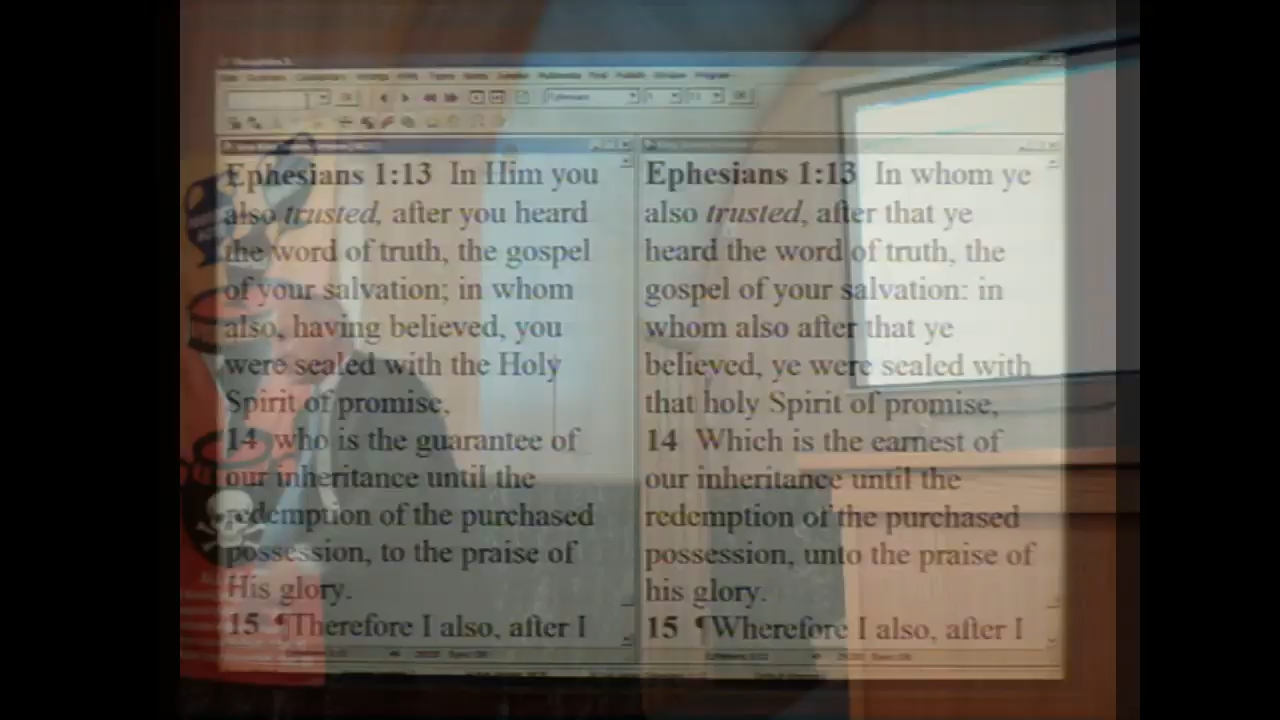 Ephesians 1:13 In Him you
also trusted, after you heard
the word of truth, the gospel
of your salvation; in whom
also, having believed, you
were sealed with the Holy
Spirit of promise,
14 who is the guarantee of
our inheritance until the
redemption of the purchased
possession, to the praise of
His glory.
15 ¶Therefore I also, after I
Ephesians 1:13 In whom ye
also trusted, after that ye
heard the word of truth, the
gospel of your salvation: in
whom also after that ye
believed, ye were sealed with
that holy Spirit of promise,
14 Which is the earnest of
our inheritance until the
redemption of the purchased
possession, unto the praise of
his glory.
15 ¶Wherefore I also, after I